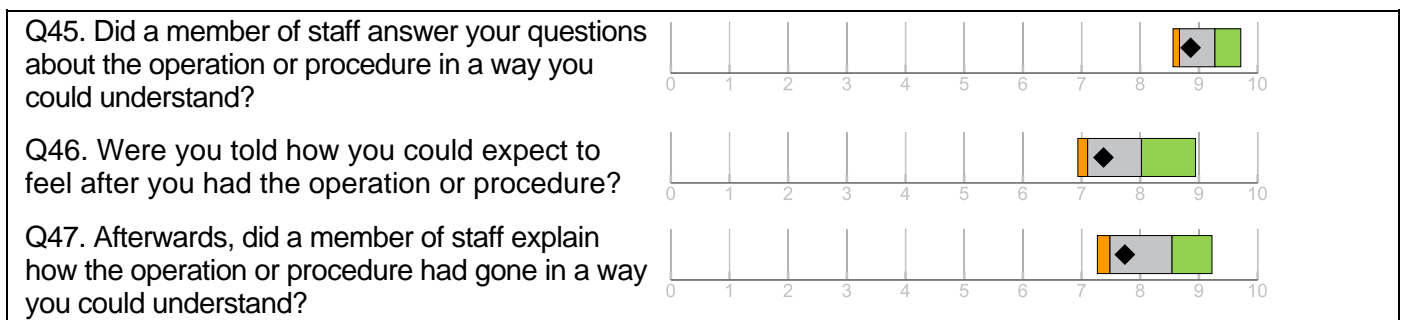 Q45. Did a member of staff answer your questions
about the operation or procedure in a way you
could understand?
0 1 2 3 4 5 6 7 8 9 10
Q46. Were you told how you could expect to
feel after you had the operation or procedure?
0 1 2 3 4 5 6 7 8 9 10
Q47. Afterwards, did a member of staff explain
how the operation or procedure had gone in a way
you could understand?
0 1 2 3 4 5 6 7 8 9 10